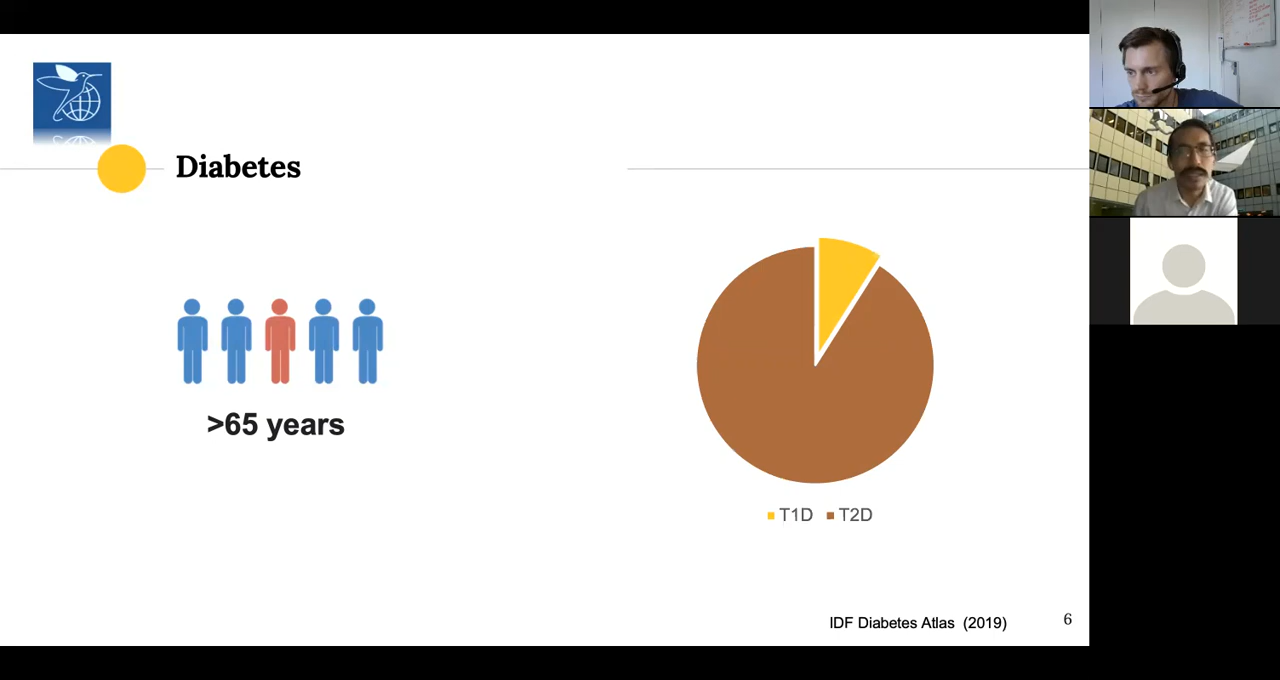 Diabetes
>65 years
T1D T2D
IDF Diabetes Atlas (2019)
6